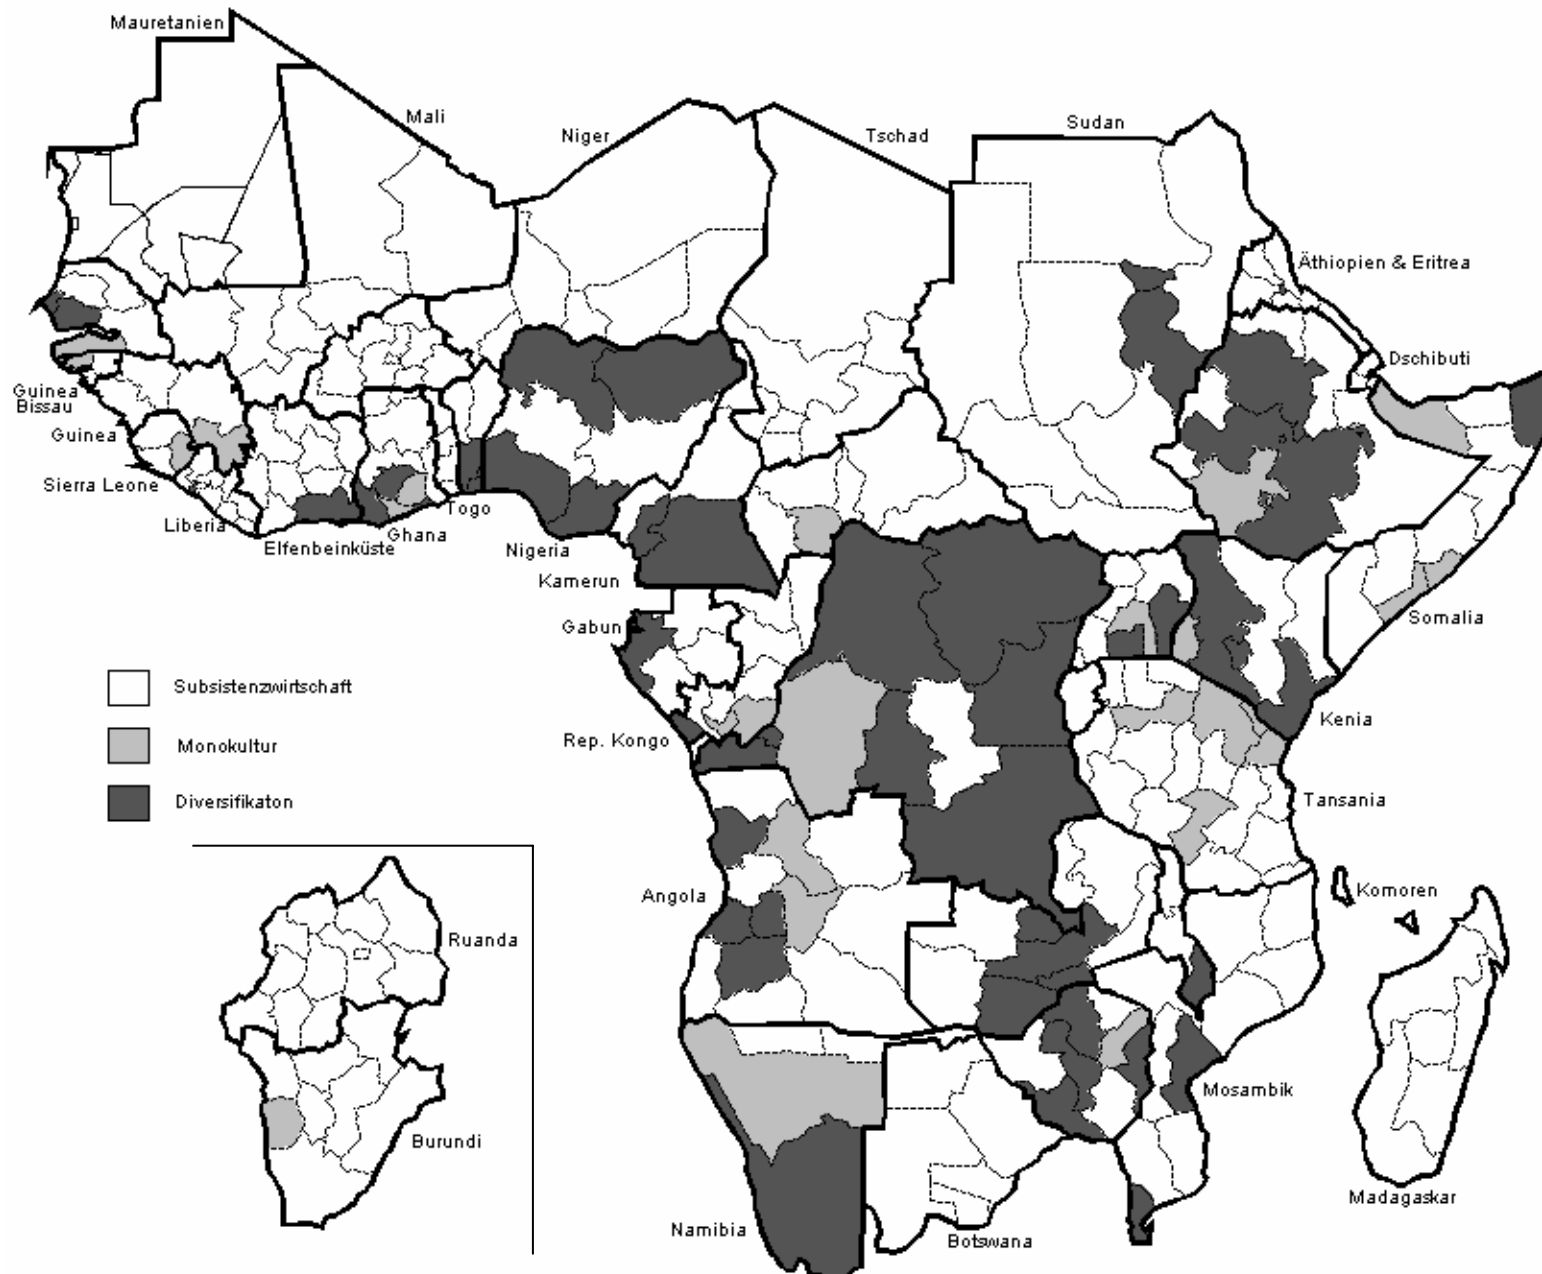 Mauretanien
Mali
Niger
Tschad
Sudan
Äthiopien & Eritrea
Dschibuti
Guinea
Bissau
Guinea
Sierra Leone
Liberia
Elfenbeinküste
Ghana
Togo
Nigeria
Kamerun
Gabun
Somalia
Subsistenzwirtschaft
Monokultur
Diversifikaton
Rep. Kongo
Kenia
Tansania
Angola
Komoren
Ruanda
Burundi
Mosambik
Madagaskar
Namibia
Botswana